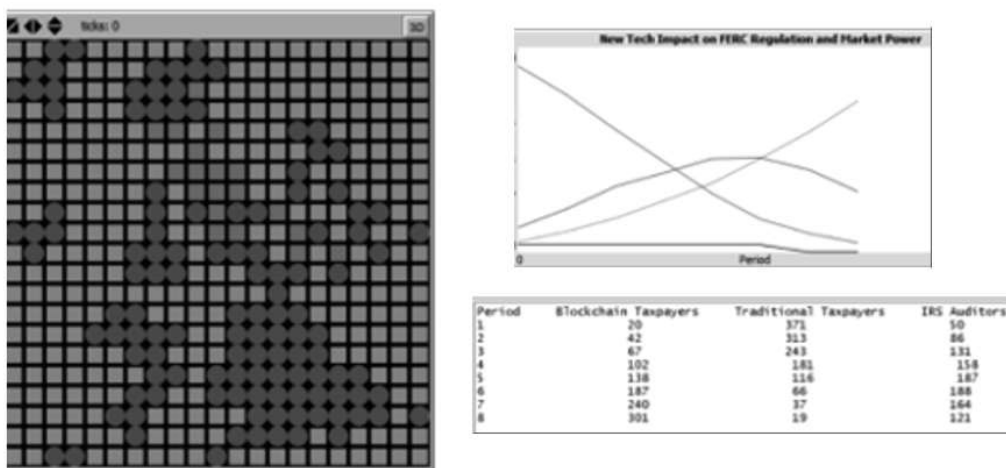 ticks: 0
3D
New Tech Impact on FERC Regulation and Market Power
0
Period
Period Blockchain Taxpayers Traditional Taxpayers IRS Auditors
1 20 371 50
2 42 313 86
3 67 243 131
4 102 181 158
5 138 116 187
6 187 66 188
7 240 37 164
8 301 19 121